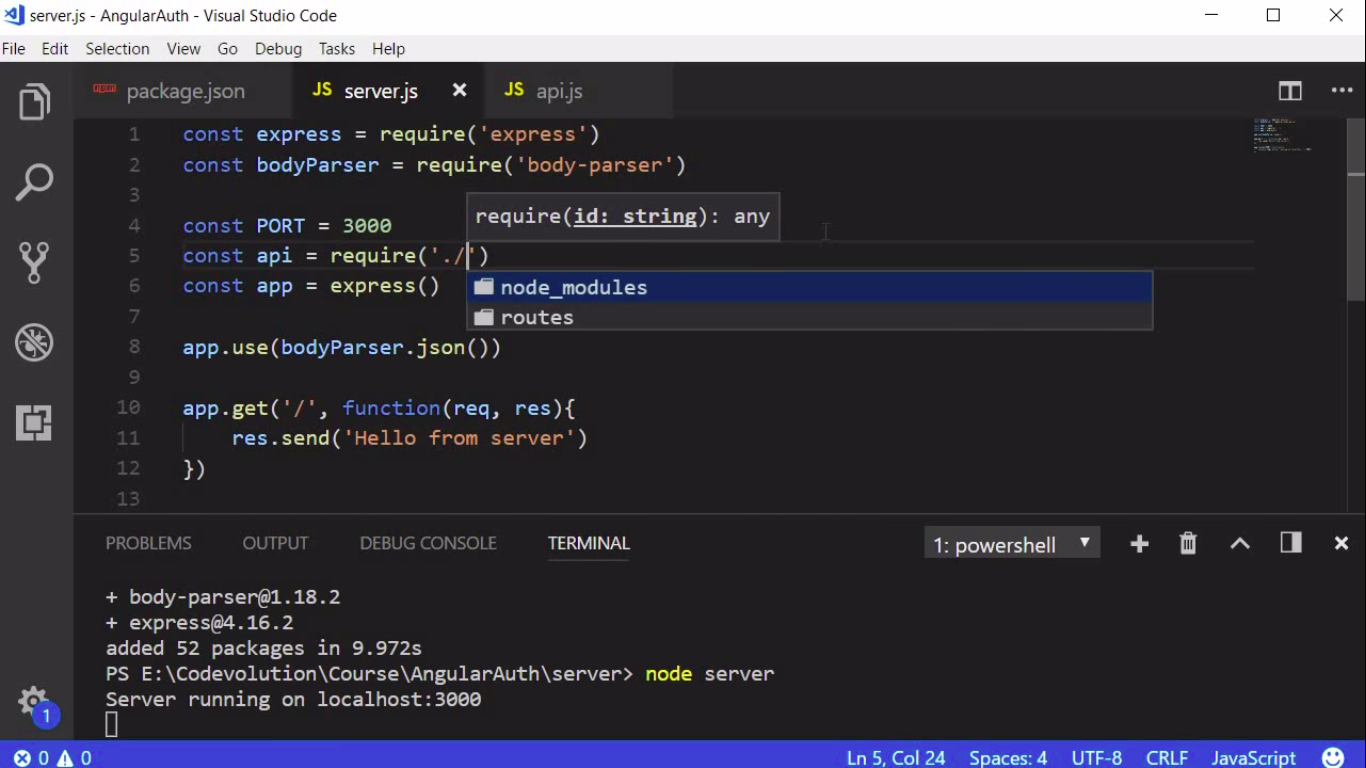 server.js - AngularAuth - Visual Studio Code
File Edit Selection View Go Debug Tasks Help
npm package.json JS server.js JS api.js
1 const express = require('express')
2 const bodyParser = require('body-parser')
3
require(id: string): any
4 const PORT = 3000
5 const api = require('./')
6 const app = express()
node_modules
routes
7
8 app.use(bodyParser.json())
9
10 app.get('/', function(req, res){
11 res.send('Hello from server')
12 })
13
PROBLEMS OUTPUT DEBUG CONSOLE TERMINAL 1: powershell
+ body-parser@1.18.2
+ express@4.16.2
added 52 packages in 9.972s
PS E:\Codevolution\Course\AngularAuth\server> node server
Server running on localhost:3000
1
0 0 Ln 5, Col 24 Spaces: 4 UTF-8 CRLF JavaScript